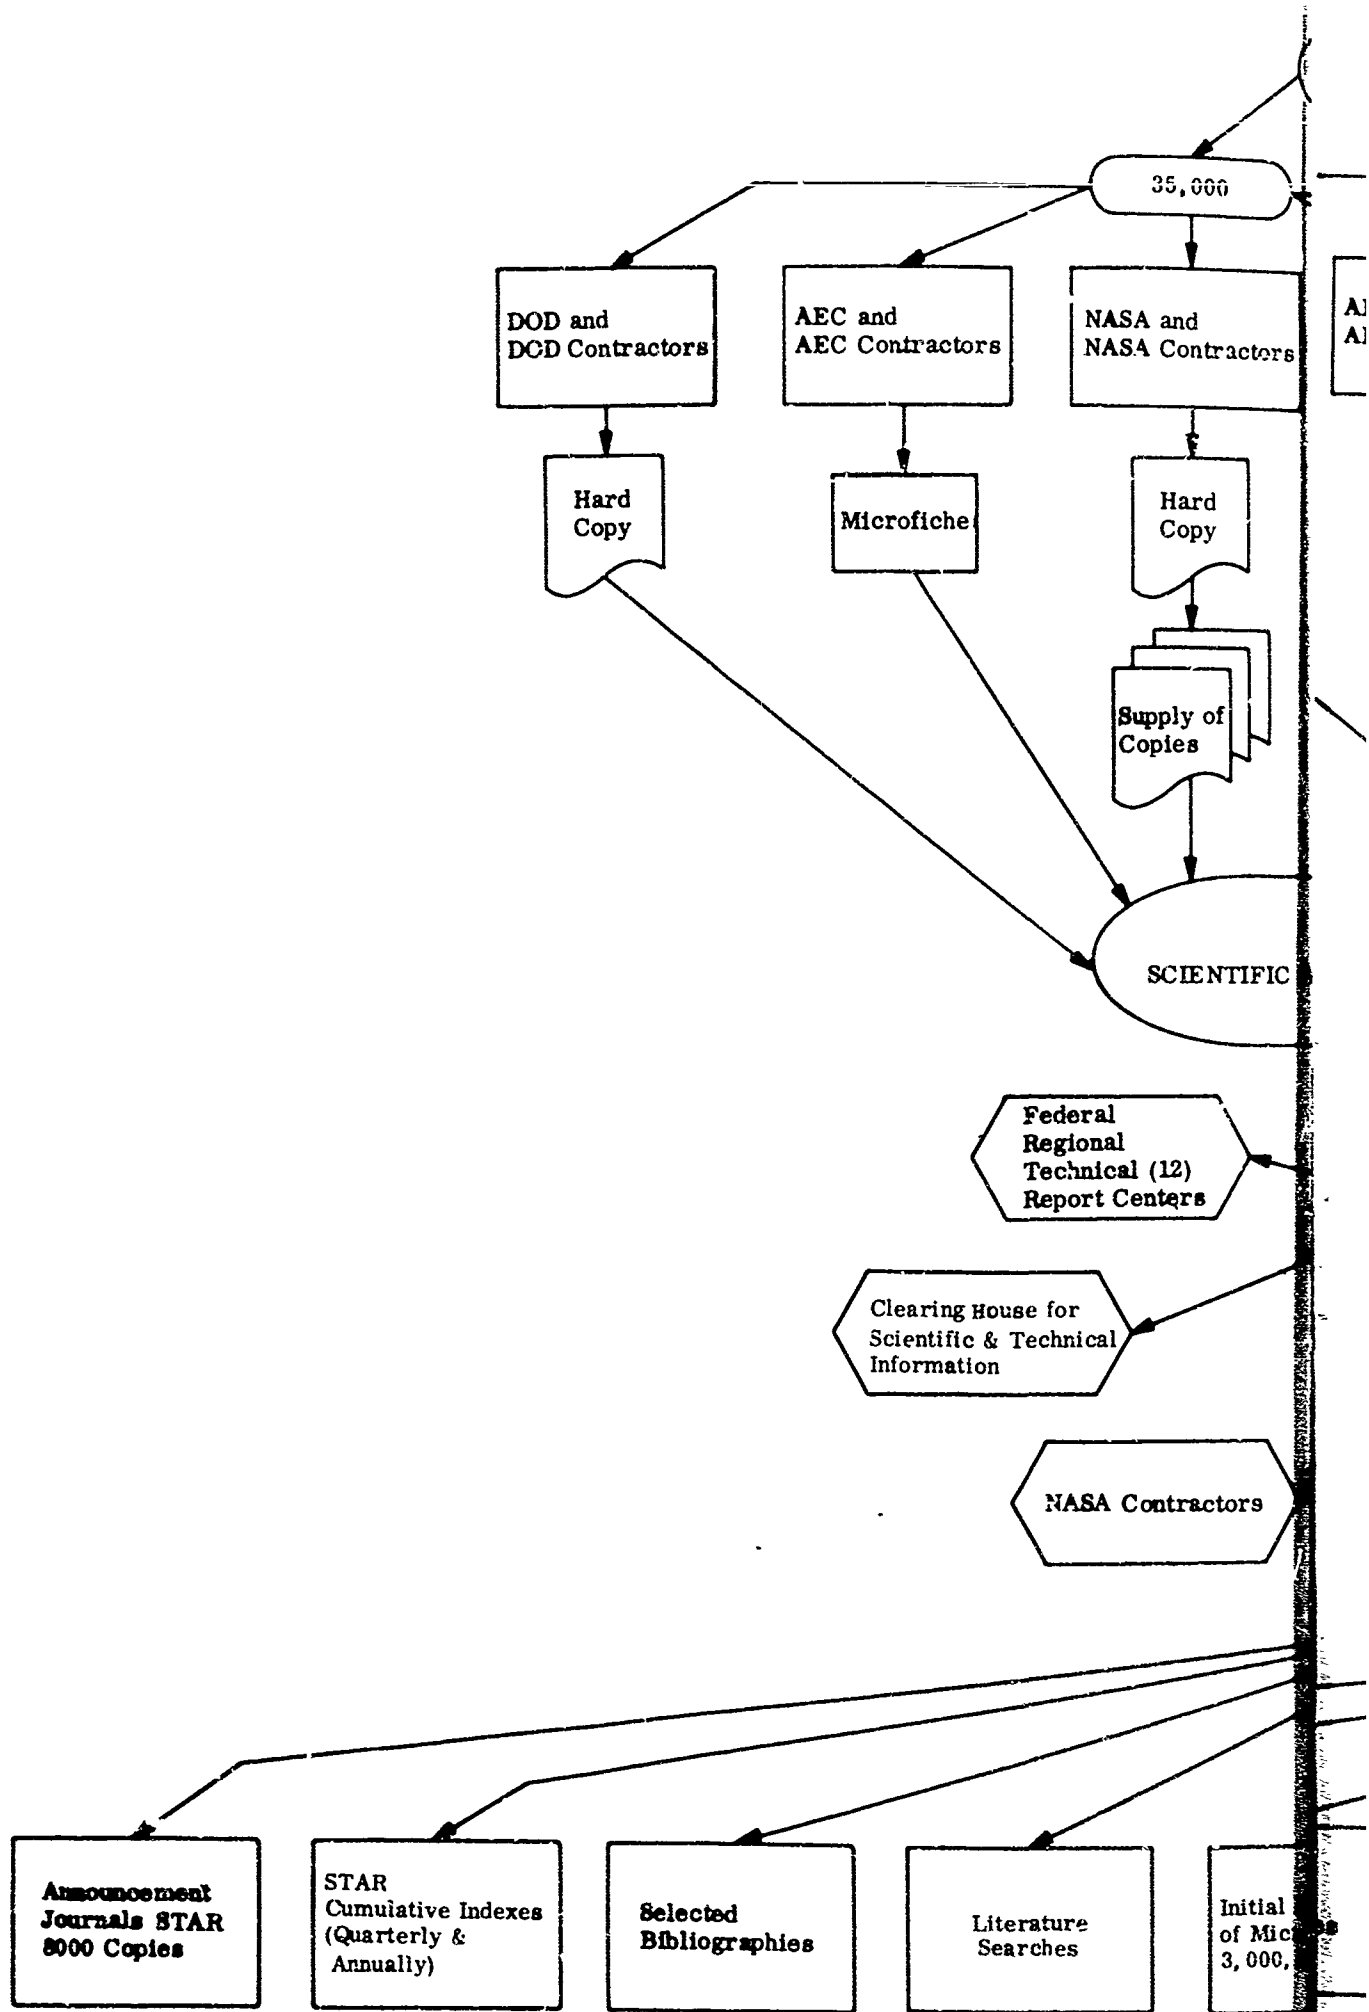 35,000
DOD and
DOD Contractors
AEC and
AEC Contractors
NASA and
NASA Contractors
Hard
Copy
Microfiche
Hard
Copy
Supply of
Copies
SCIENTIFIC
Federal
Regional
Technical (12)
Report Centers
Clearing House for
Scientific & Technical
Information
NASA Contractors
Announcement
Journals STAR
8000 Copies
STAR
Cumulative Indexes
(Quarterly &
Annually)
Selected
Bibliographies
Literature
Searches
Initial
of Mic
3,000,